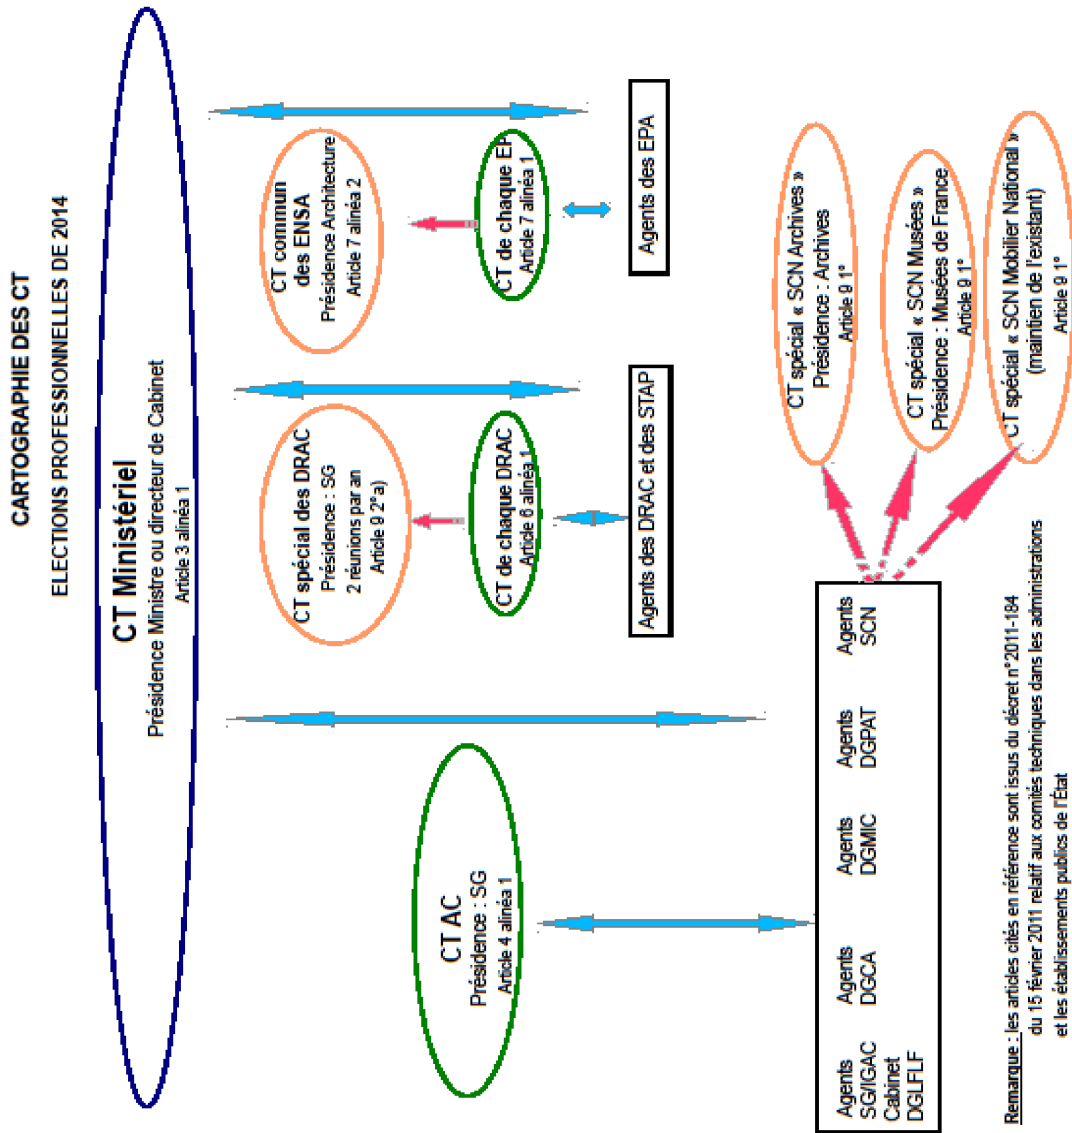 CARTOGRAPHIE DES CT
ELECTIONS PROFESSIONNELLES DE 2014
CT Ministériel
Présidence Ministre ou directeur de Cabinet
Article 3 alinéa 1
CT AC
Présidence : SG
Article 4 alinéa 1
CT spécial des DRAC
Présidence : SG
2 réunions par an
Article 9 2° a)
CT commun
des ENSA
Présidence Architecture
Article 7 alinéa 2
CT de chaque DRAC
Article 6 alinéa 1
CT de chaque EP
Article 7 alinéa 1
Agents des DRAC et des STAP
Agents des EPA
Agents
SG/IGAC
Cabinet
DGLFLF
Agents
DGCA
Agents
DGMIC
Agents
DGPAT
Agents
SCN
CT spécial « SCN Archives »
Présidence : Archives
Article 9 1°
CT spécial « SCN Musées »
Présidence : Musées de France
Article 9 1°
CT spécial « SCN Mobilier National »
(maintien de l'existant)
Article 9 1°
Remarque : les articles cités en référence sont issus du décret n°2011-184
du 15 février 2011 relatif aux comités techniques dans les administrations
et les établissements publics de l'État